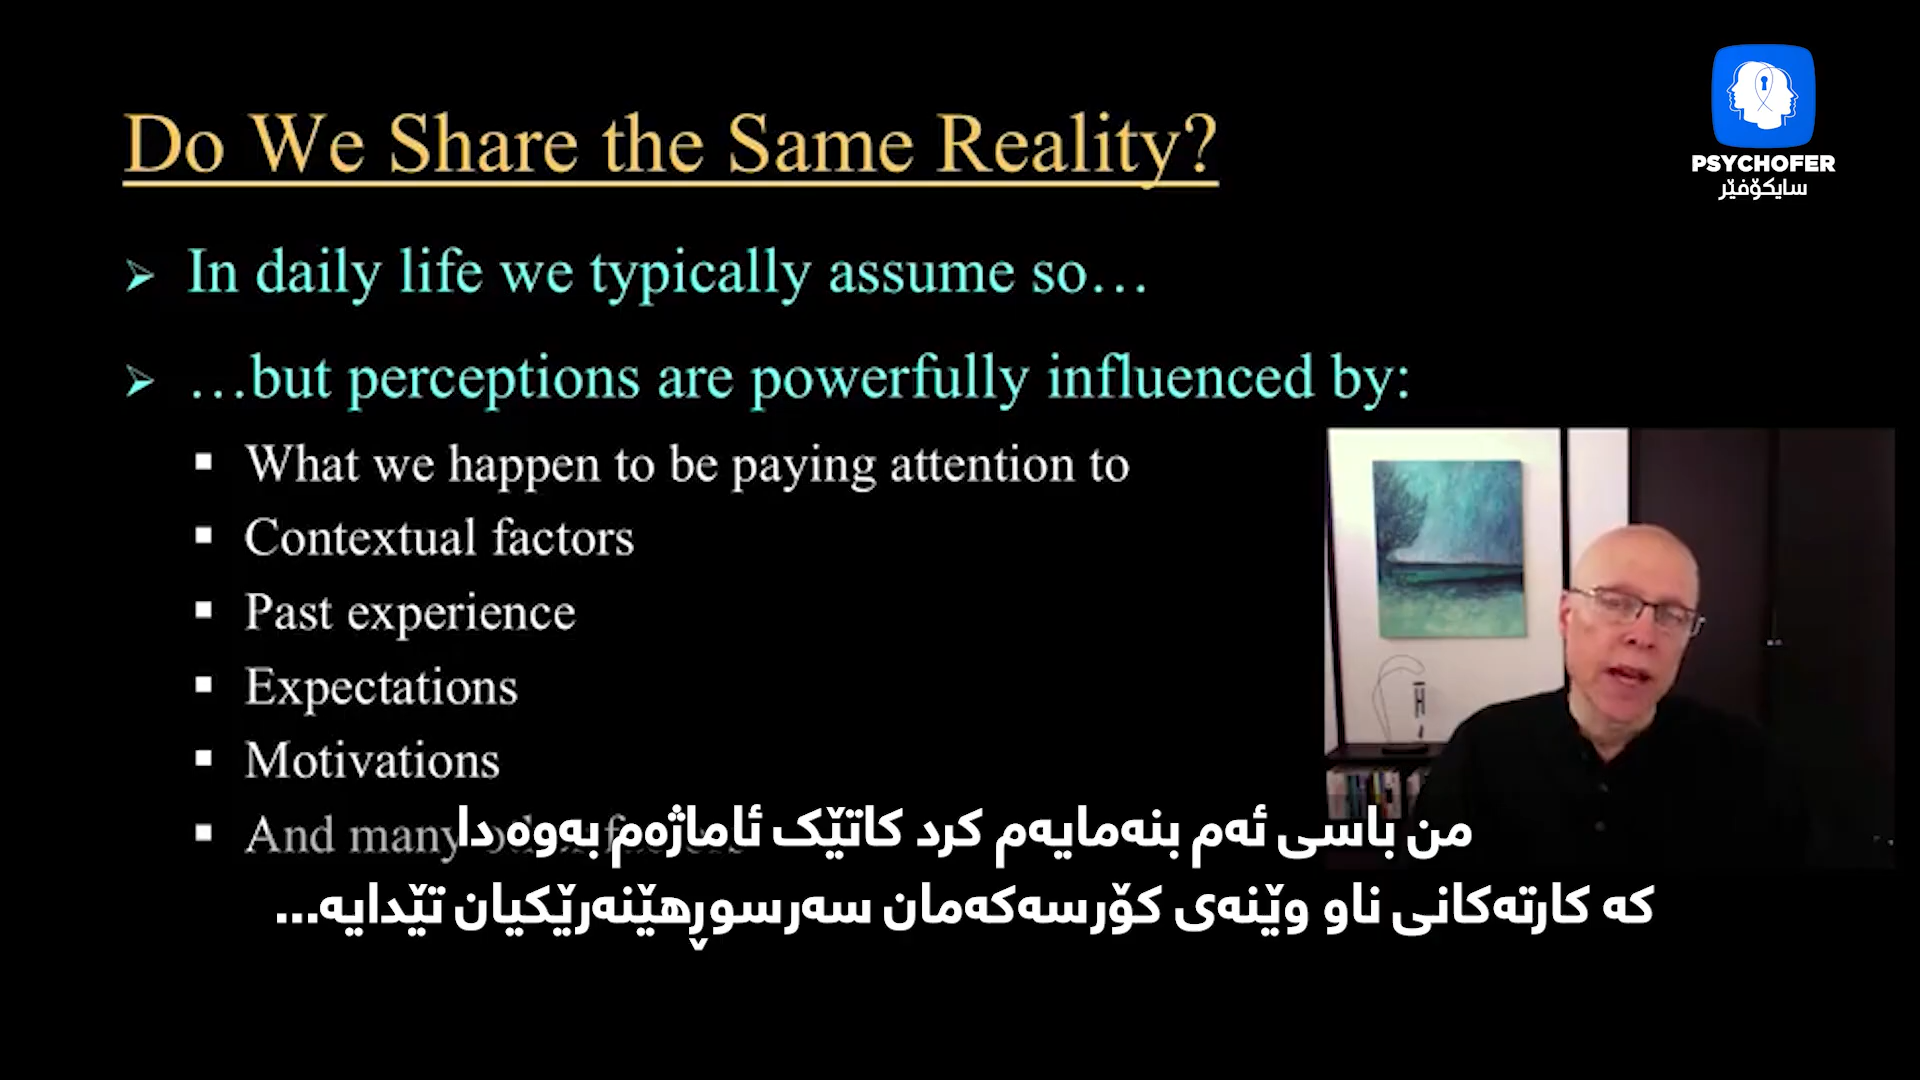 Do We Share the Same Reality?
PSYCHOFER
سایکۆفێر
In daily life we typically assume so…
…but perceptions are powerfully influenced by:
What we happen to be paying attention to
Contextual factors
Past experience
Expectations
Motivations
And many
من باسی ئەم بنەمایەم کرد کاتێک ئاماژەم بەوە دا
کە کارتەکانی ناو وێنەی کۆرسەکەمان سەرسوڕهێنەرێکیان تێدایە...